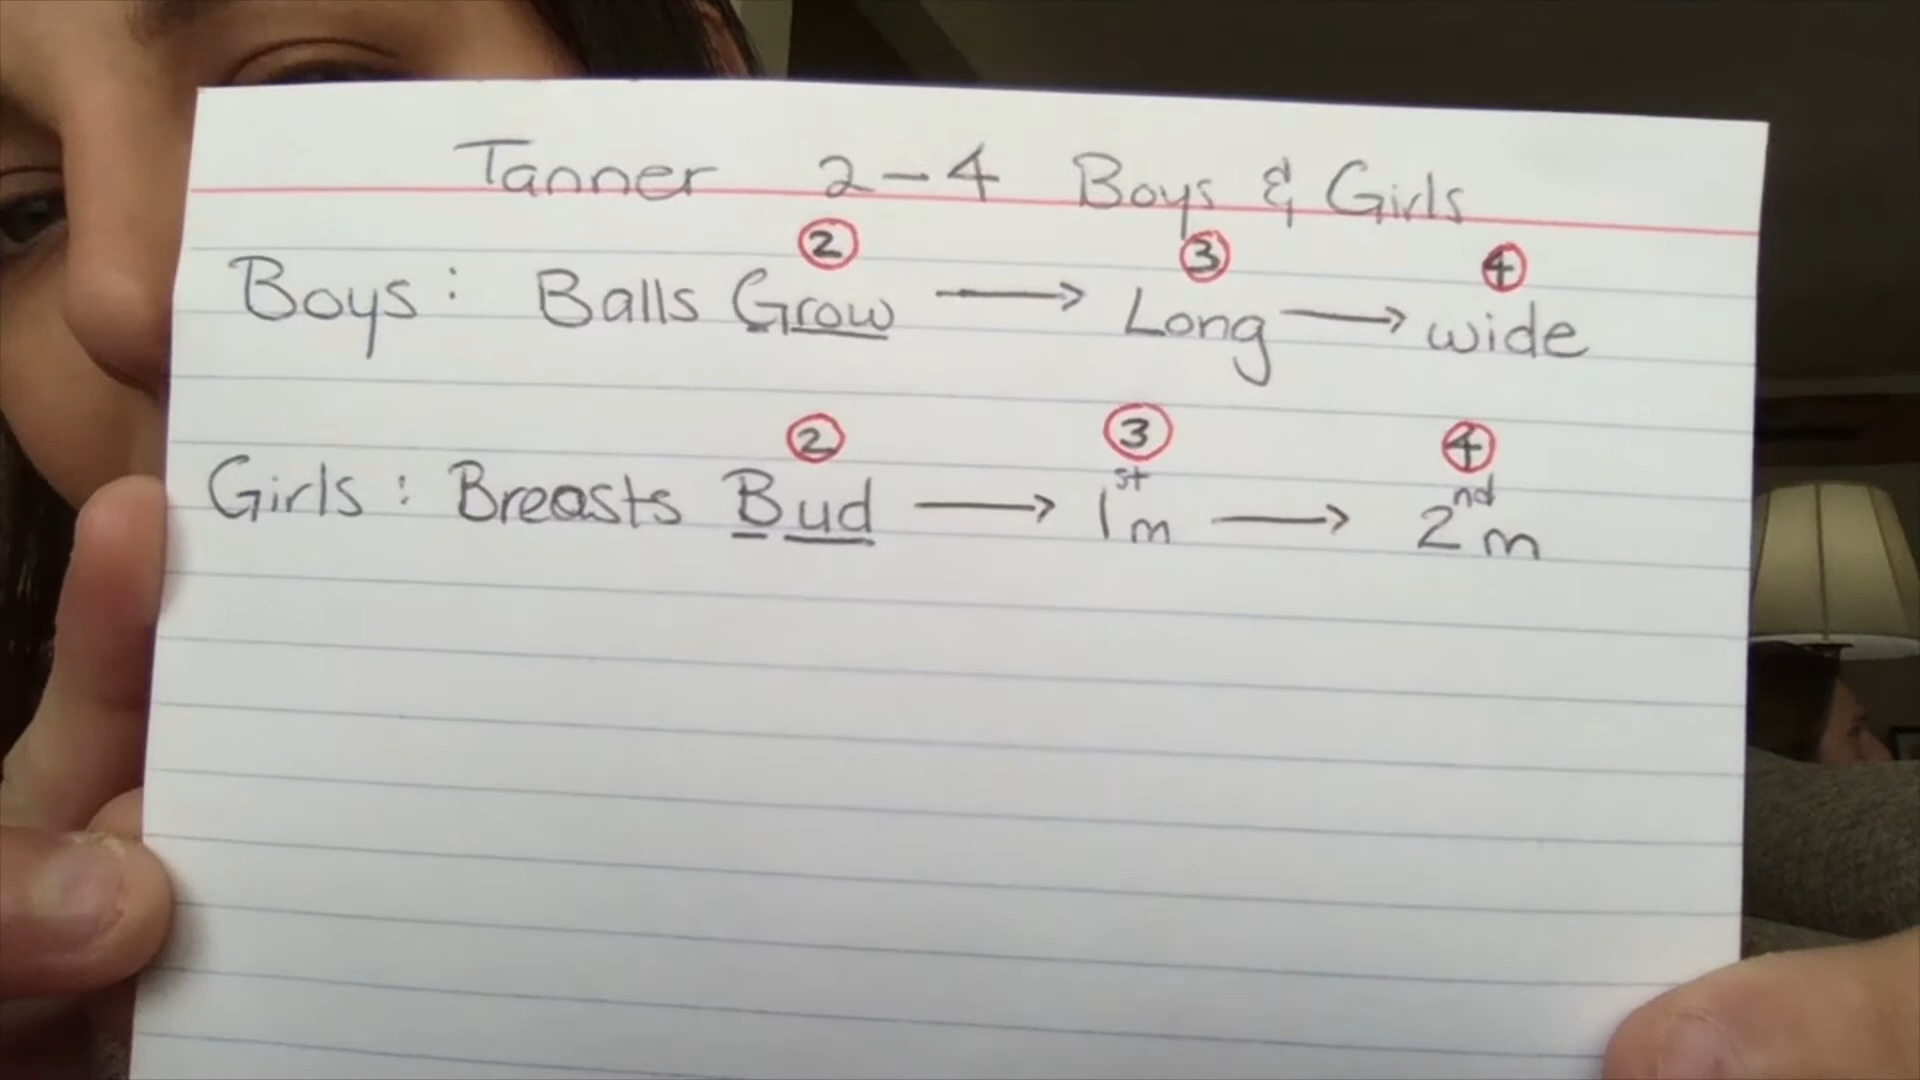 Tanner 2-4 Boys & Girls
② ③ ④
Boys: Balls Grow → Long → wide
② ③ ④
Girls: Breasts Bud → 1st m → 2nd m